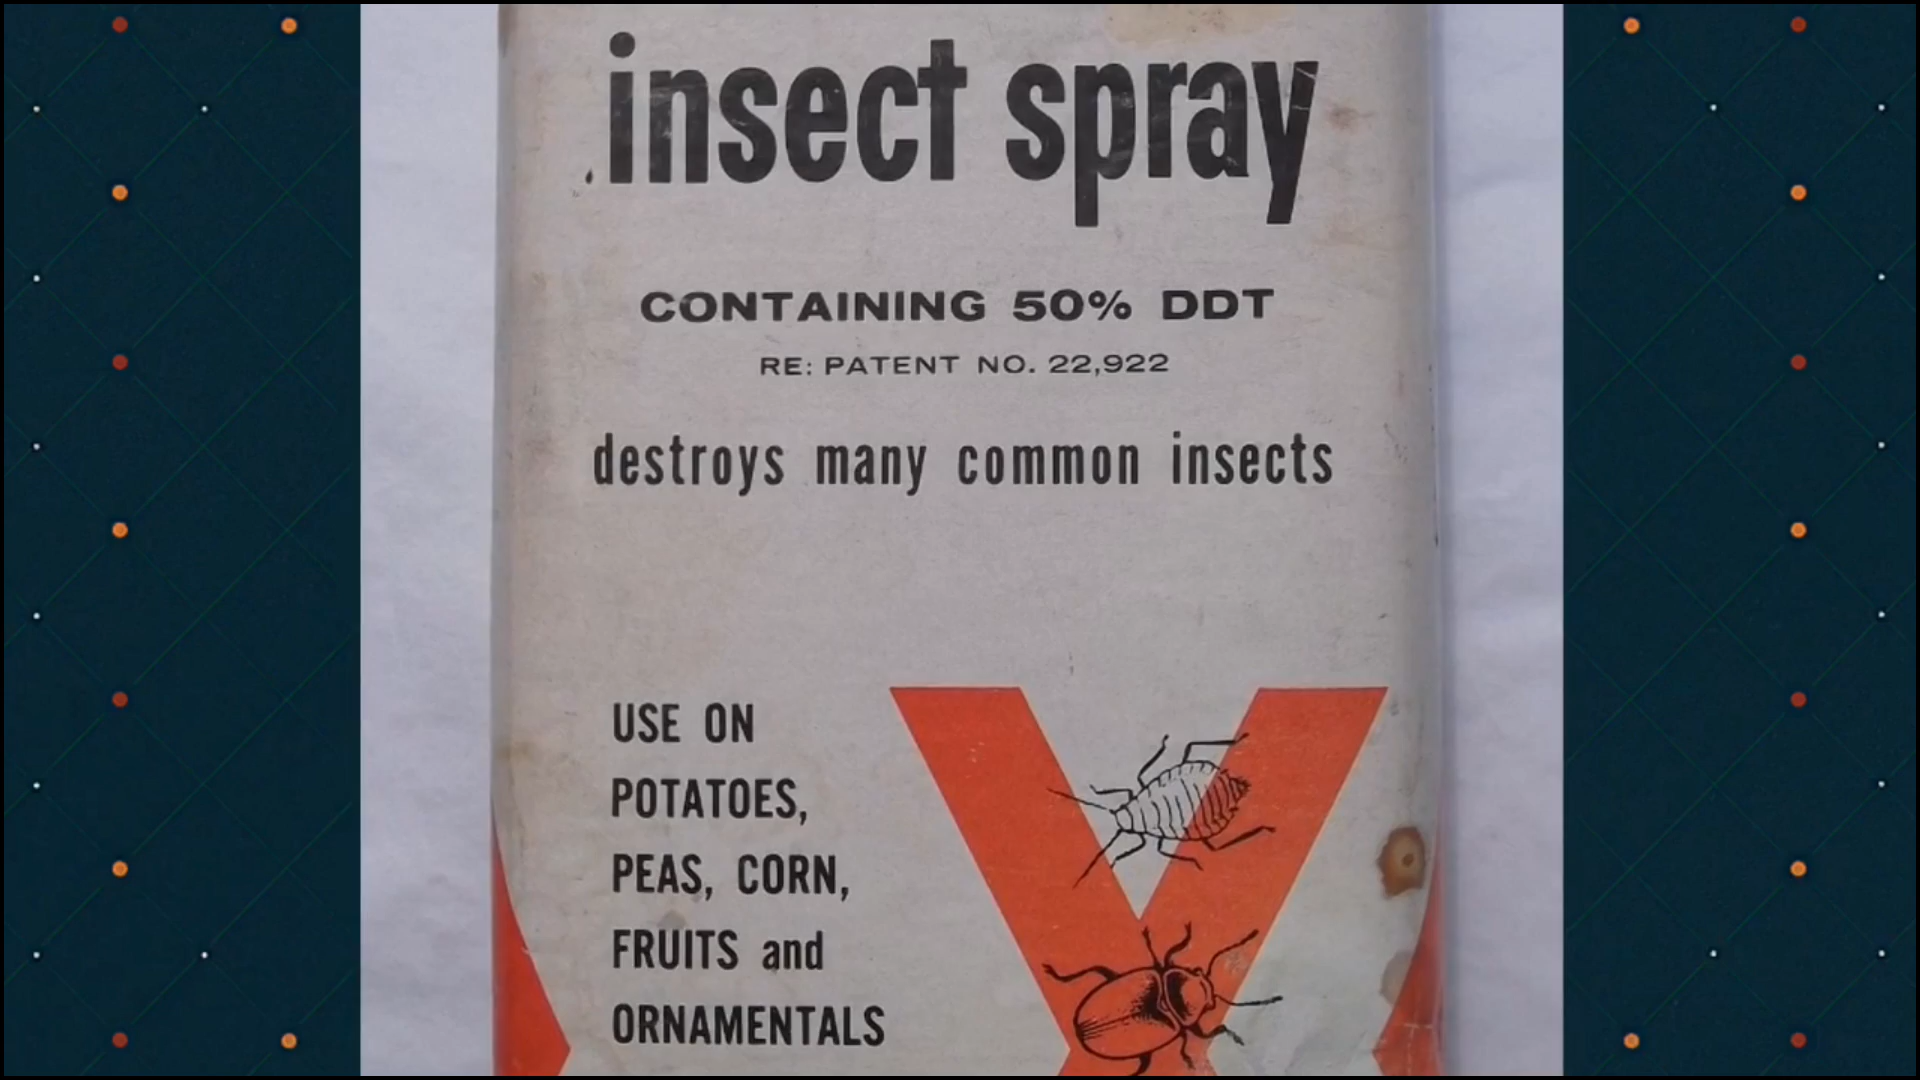 insect spray
CONTAINING 50% DDT
RE: PATENT NO. 22,922
destroys many common insects
USE ON
POTATOES,
PEAS, CORN,
FRUITS and
ORNAMENTALS